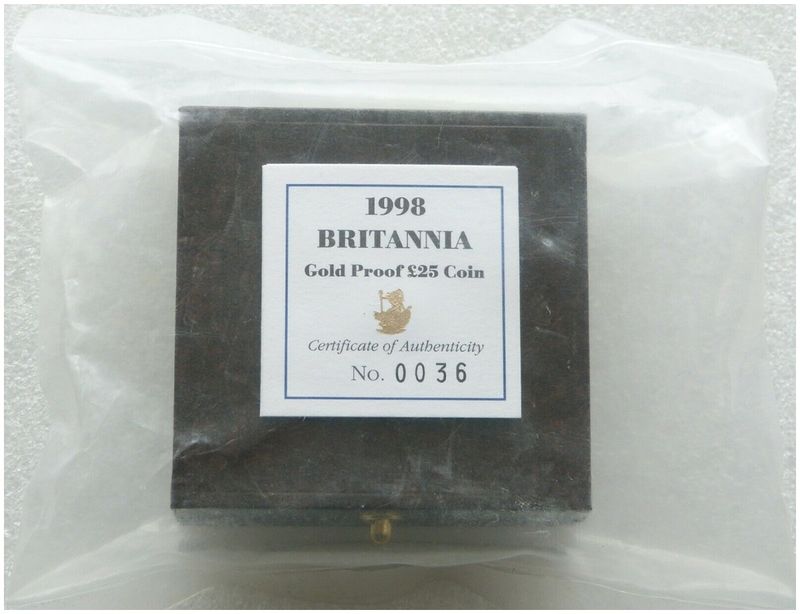 1998
BRITANNIA
Gold Proof £25 Coin
Certificate of Authenticity
No. 0036